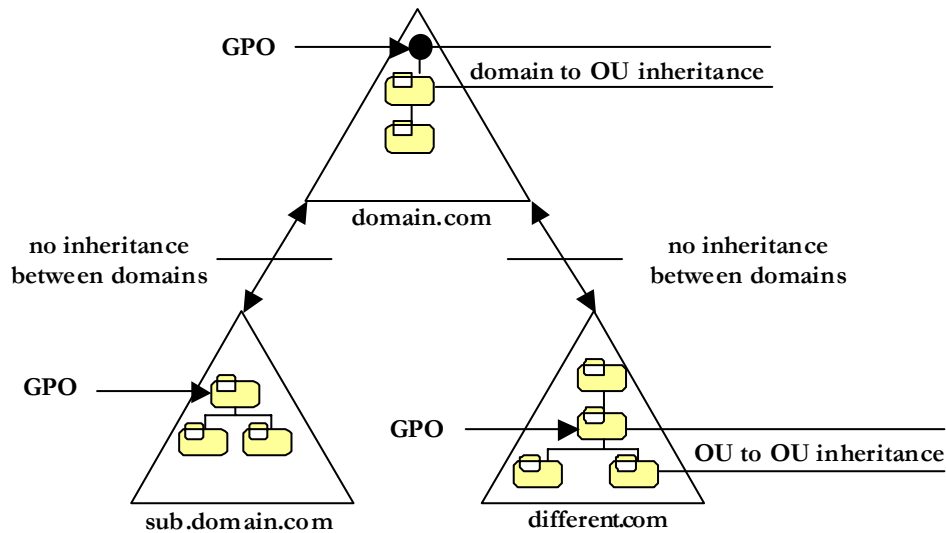 GPO
domain to OU inheritance
domain.com
no inheritance
between domains
no inheritance
between domains
GPO
GPO
OU to OU inheritance
sub.domain.com
different.com